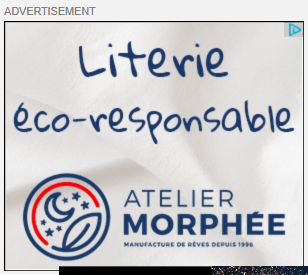 ADVERTISEMENT
Literie
éco-responsable
ATELIER
MORPHÉE
MANUFACTURE DE RÊVES DEPUIS 1996